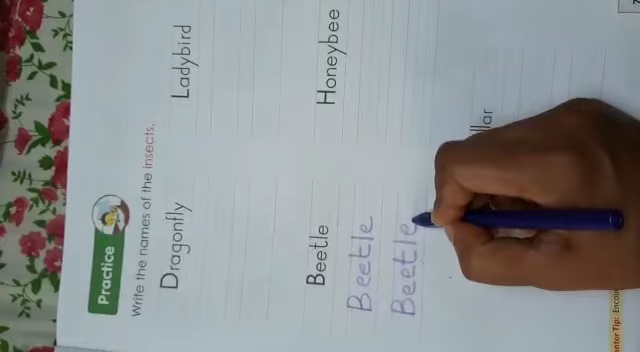 Practice
Write the names of the insects.
Dragonfly Ladybird
Beetle Honeybee
Beetle
Beetle